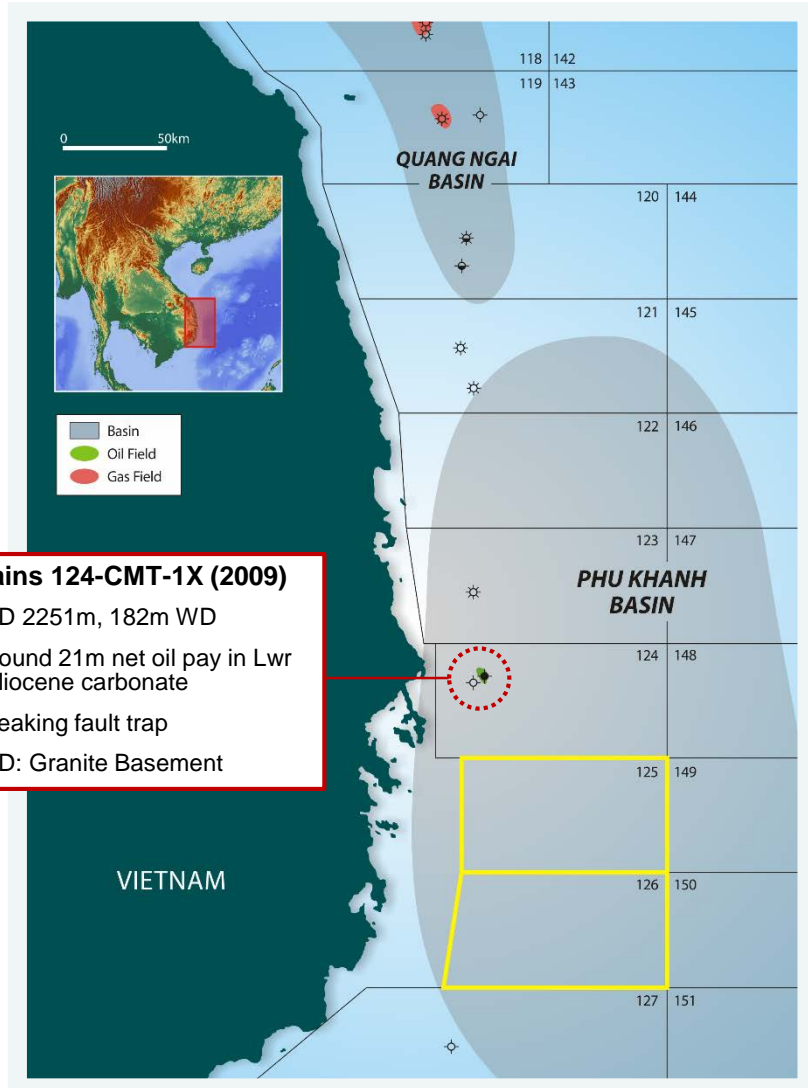 118 142
119 143
0 50km
QUANG NGAI
BASIN
120 144
121 145
Basin
Oil Field
Gas Field
122 146
123 147
ains 124-CMT-1X (2009)
D 2251m, 182m WD
ound 21m net oil pay in Lwr
carbonate
eaking fault trap
D: Granite Basement
PHU KHANH
BASIN
124 148
125 149
VIETNAM
126 150
127 151